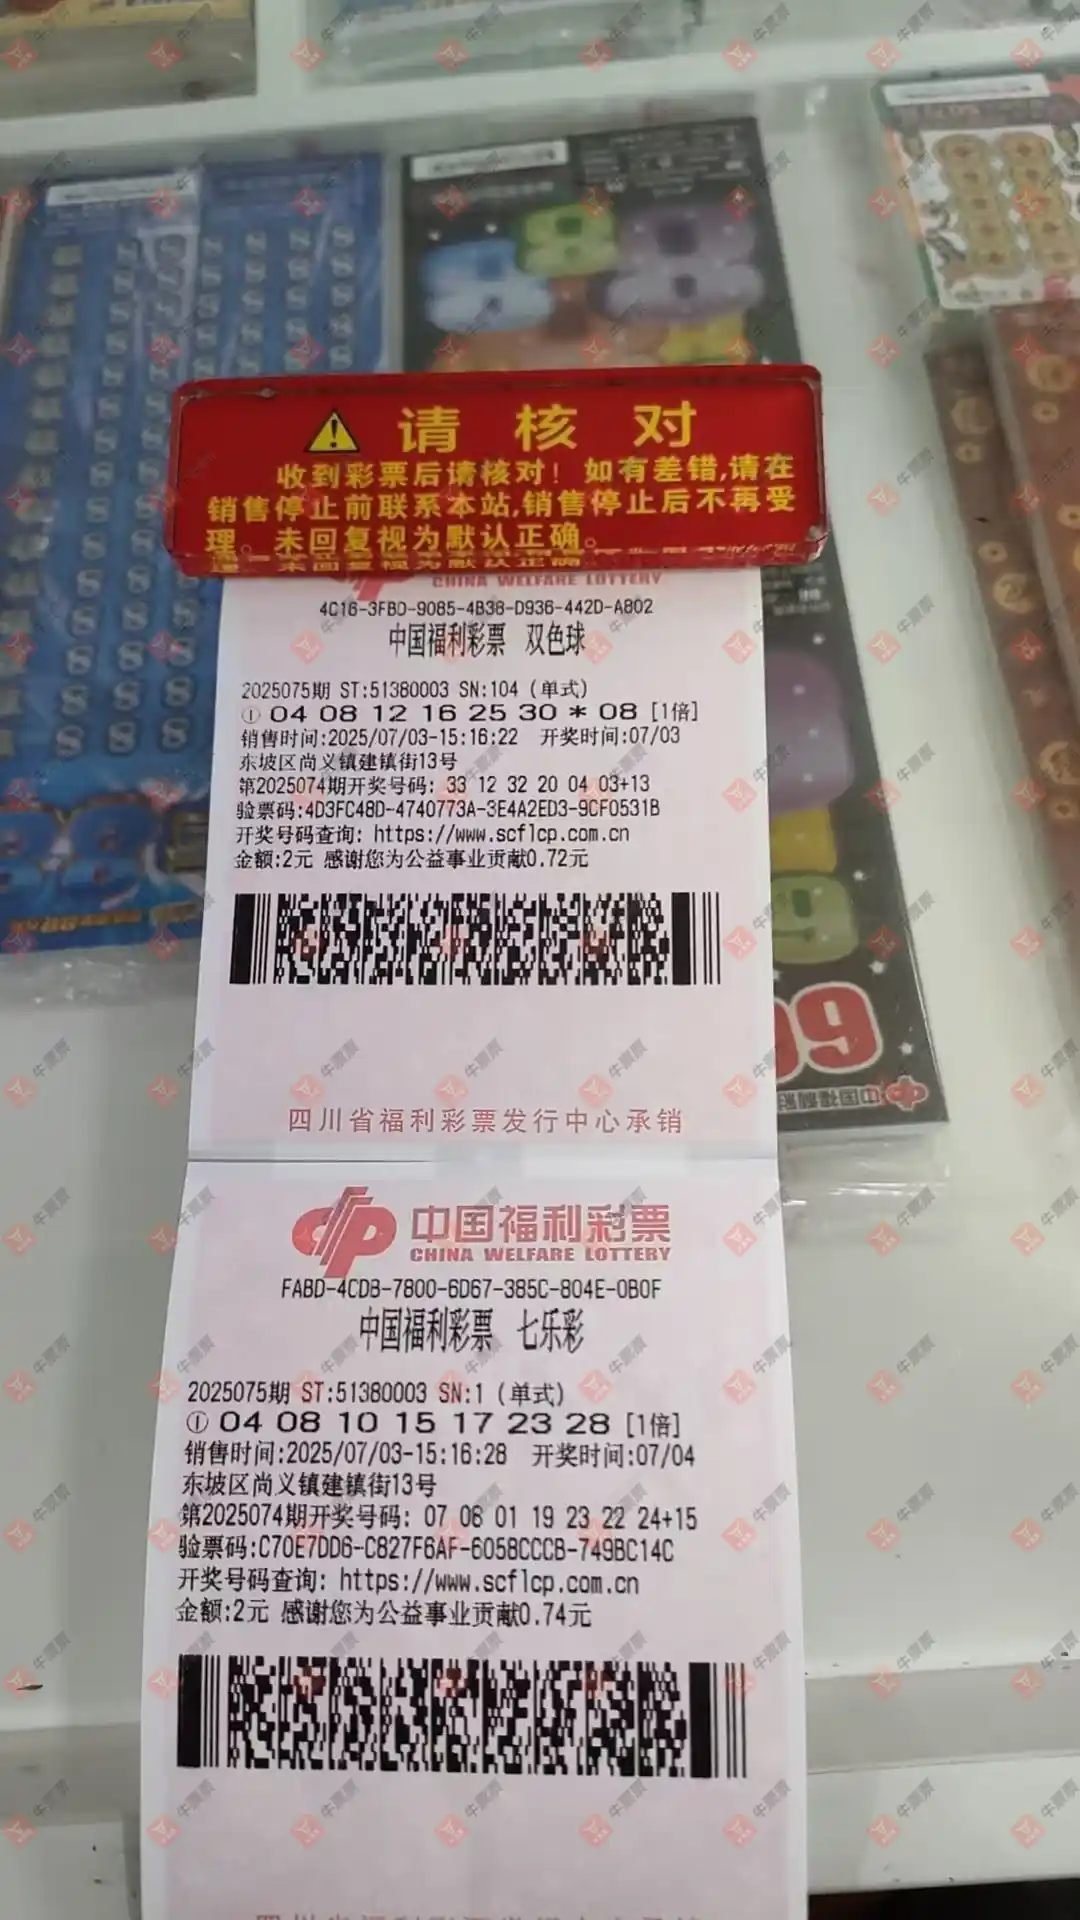 请核对
收到彩票后请核对！如有差错,请在
销售停止前联系本站,销售停止后不再受
理。未回复视为默认正确。
CHINA WELFARE LOTTERY
4C16-3FBD-9085-4B38-D936-442D-AB02
中国福利彩票 双色球
2025075期 ST:51380003 SN:104 (单式)
① 04 08 12 16 25 30 * 08 [1倍]
销售时间:2025/07/03-15:16:22 开奖时间:07/03
东坡区尚义镇建镇街13号
第2025074期开奖号码: 33 12 32 20 04 03+13
验票码:4D3FC48D-4740773A-3E4A2ED3-9CF0531B
开奖号码查询: https://www.scflcp.com.cn
金额:2元 感谢您为公益事业贡献0.72元
四川省福利彩票发行中心承销
中国福利彩票
CHINA WELFARE LOTTERY
FABD-4CDB-7800-6D67-385C-804E-0B0F
中国福利彩票 七乐彩
2025075期 ST:51380003 SN:1 (单式)
① 04 08 10 15 17 23 28 [1倍]
销售时间:2025/07/03-15:16:28 开奖时间:07/04
东坡区尚义镇建镇街13号
第2025074期开奖号码: 07 06 01 19 23 22 24+15
验票码:C70E7DD6-C827F6AF-6058CCCB-749BC14C
开奖号码查询: https://www.scflcp.com.cn
金额:2元 感谢您为公益事业贡献0.74元
牛票票